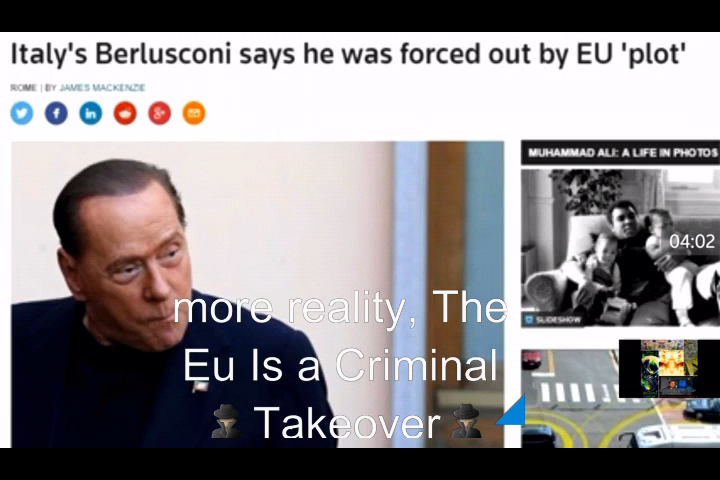 Italy's Berlusconi says he was forced out by EU 'plot'
ROME | BY JAMES MACKENZIE
MUHAMMAD ALI: A LIFE IN PHOTOS
04:02
SLIDESHOW
more reality, The
Eu Is a Criminal
Takeover